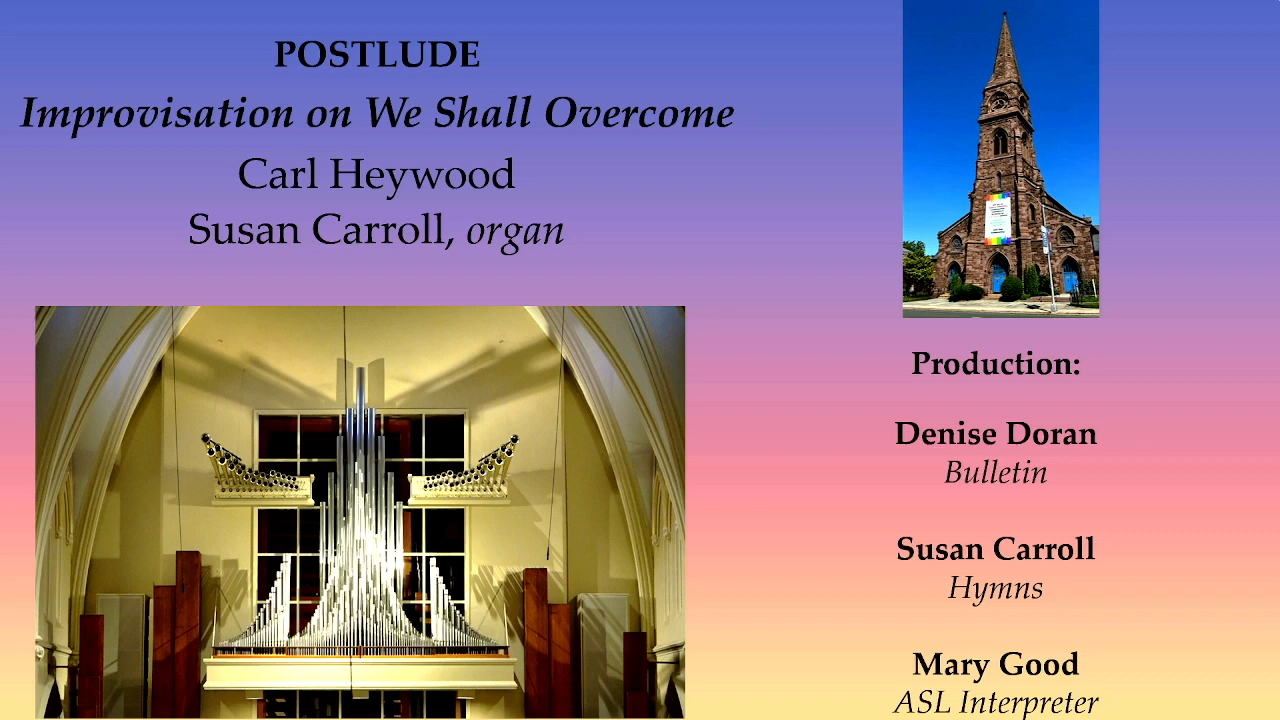 POSTLUDE
Improvisation on We Shall Overcome
Carl Heywood
Susan Carroll, organ
Production:
Denise Doran
Bulletin
Susan Carroll
Hymns
Mary Good
ASL Interpreter